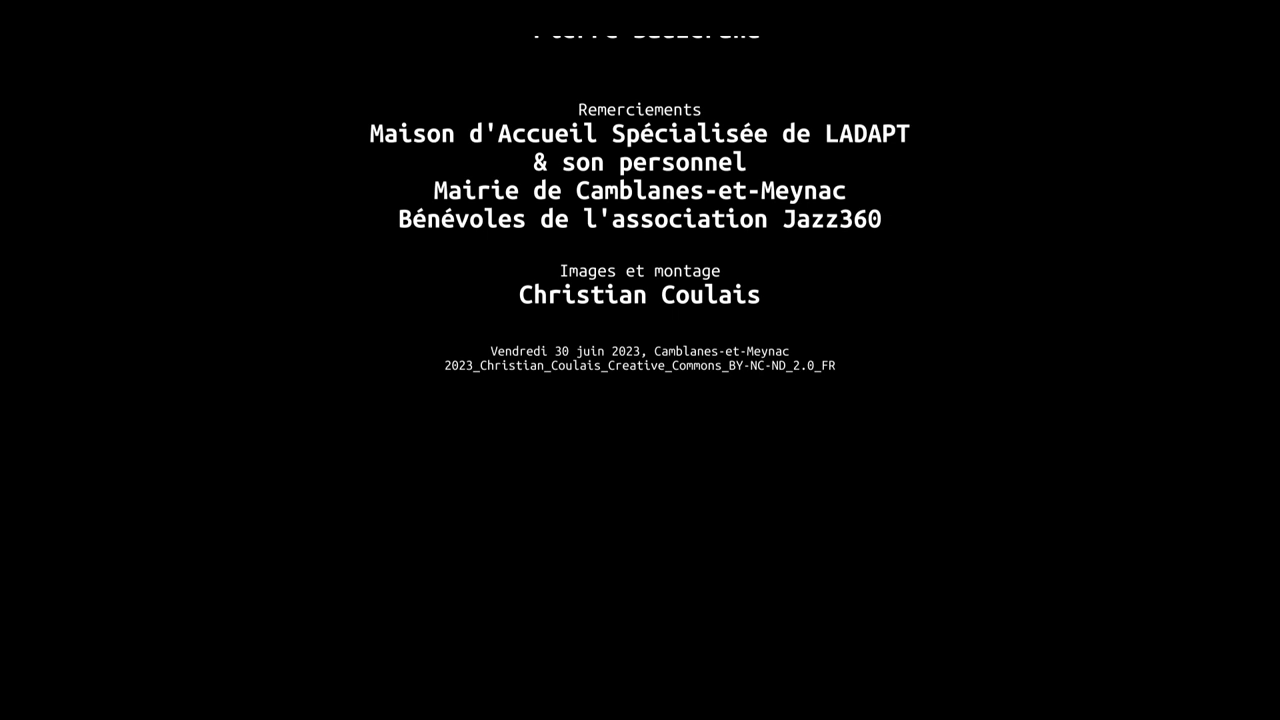 Remerciements
Maison d'Accueil Spécialisée de LADAPT
& son personnel
Mairie de Camblanes-et-Meynac
Bénévoles de l'association Jazz360
Images et montage
Christian Coulais
Vendredi 30 juin 2023, Camblanes-et-Meynac
2023_Christian_Coulais_Creative_Commons_BY-NC-ND_2.0_FR